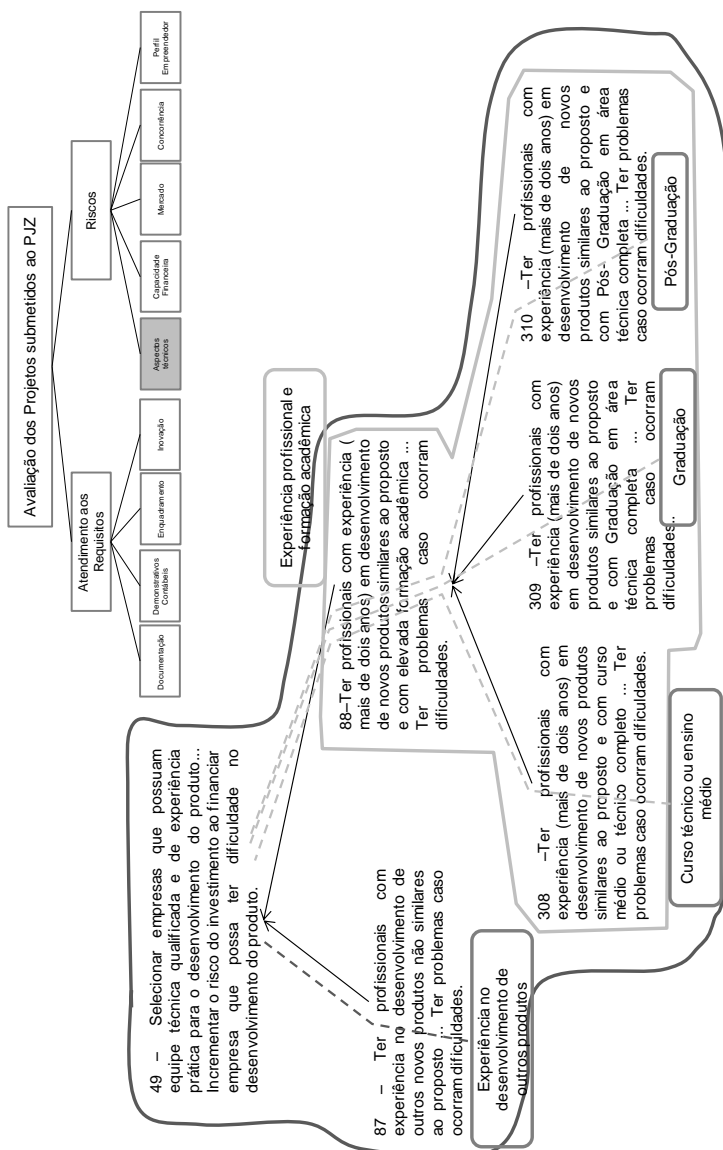 Avaliação dos Projetos submetidos ao PJZ
Atendimento aos
Requisitos
Riscos
Documentação
Demonstrativos
Contábeis
Enquadramento
Inovação
Aspectos
técnicos
Capacidade
Financeira
Mercado
Concorrência
Perfil
Empreendedor
49 – Selecionar empresas que possuam
equipe técnica qualificada e de experiência
prática para o desenvolvimento do produto...
Incrementar o risco do investimento ao financiar
empresa que possa ter dificuldade no
desenvolvimento do produto.
Experiência profissional e
formação acadêmica
87 – Ter profissionais com
experiência no desenvolvimento de
outros novos produtos não similares
ao proposto ... Ter problemas caso
ocorram dificuldades.
Experiência no
desenvolvimento de
outros produtos
88–Ter profissionais com experiência (
mais de dois anos) em desenvolvimento
de novos produtos similares ao proposto
e com elevada formação acadêmica ...
Ter problemas caso ocorram
dificuldades.
308 –Ter profissionais com
experiência (mais de dois anos) em
desenvolvimento de novos produtos
similares ao proposto e com curso
médio ou técnico completo ... Ter
problemas caso ocorram dificuldades.
Curso técnico ou ensino
médio
309 –Ter profissionais com
experiência (mais de dois anos)
em desenvolvimento de novos
produtos similares ao proposto
e com Graduação em área
técnica completa ... Ter
problemas caso ocorram
dificuldades..
Graduação
310 –Ter profissionais com
experiência (mais de dois anos) em
desenvolvimento de novos
produtos similares ao proposto e
com Pós- Graduação em área
técnica completa ... Ter problemas
caso ocorram dificuldades.
Pós-Graduação